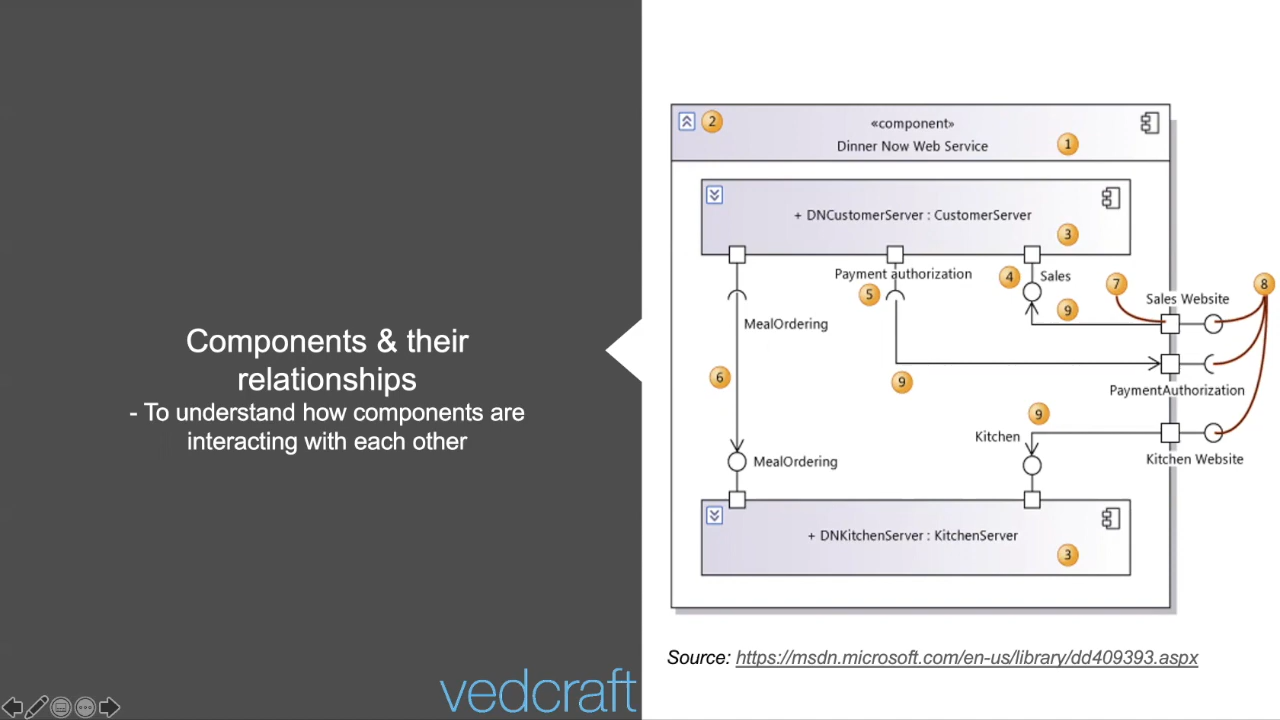 Components & their
relationships
- To understand how components are
interacting with each other
vedcraft
2
«component»
Dinner Now Web Service
1
+ DNCustomerServer : CustomerServer
3
Payment authorization
4
Sales
5
9
7
8
Sales Website
MealOrdering
6
9
PaymentAuthorization
9
Kitchen
Kitchen Website
MealOrdering
+ DNKitchenServer : KitchenServer
3
Source: https://msdn.microsoft.com/en-us/library/dd409393.aspx